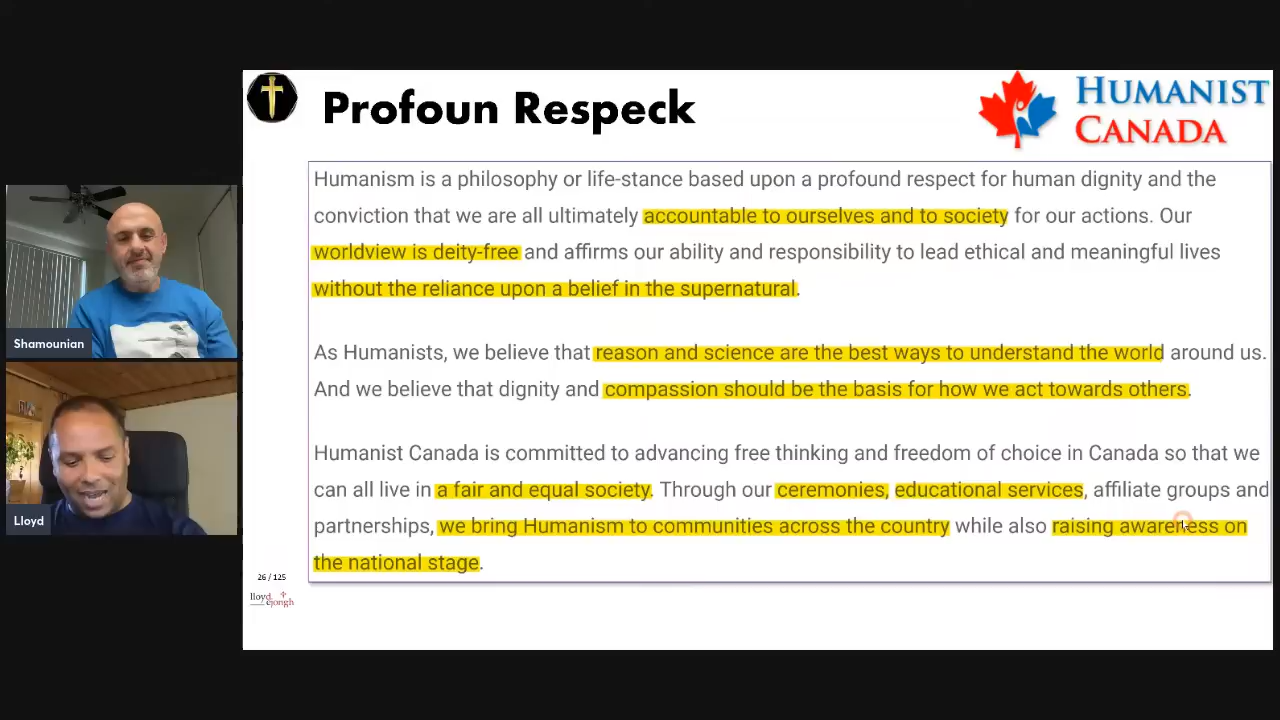 Profoun Respeck
HUMANIST
CANADA
Humanism is a philosophy or life-stance based upon a profound respect for human dignity and the
conviction that we are all ultimately accountable to ourselves and to society for our actions. Our
worldview is deity-free and affirms our ability and responsibility to lead ethical and meaningful lives
without the reliance upon a belief in the supernatural.
As Humanists, we believe that reason and science are the best ways to understand the world around us.
And we believe that dignity and compassion should be the basis for how we act towards others.
Humanist Canada is committed to advancing free thinking and freedom of choice in Canada so that we
can all live in a fair and equal society. Through our ceremonies, educational services, affiliate groups and
partnerships, we bring Humanism to communities across the country while also raising awareness on
the national stage.
Shamounian
Lloyd
26 / 125
lloyd
dejongh